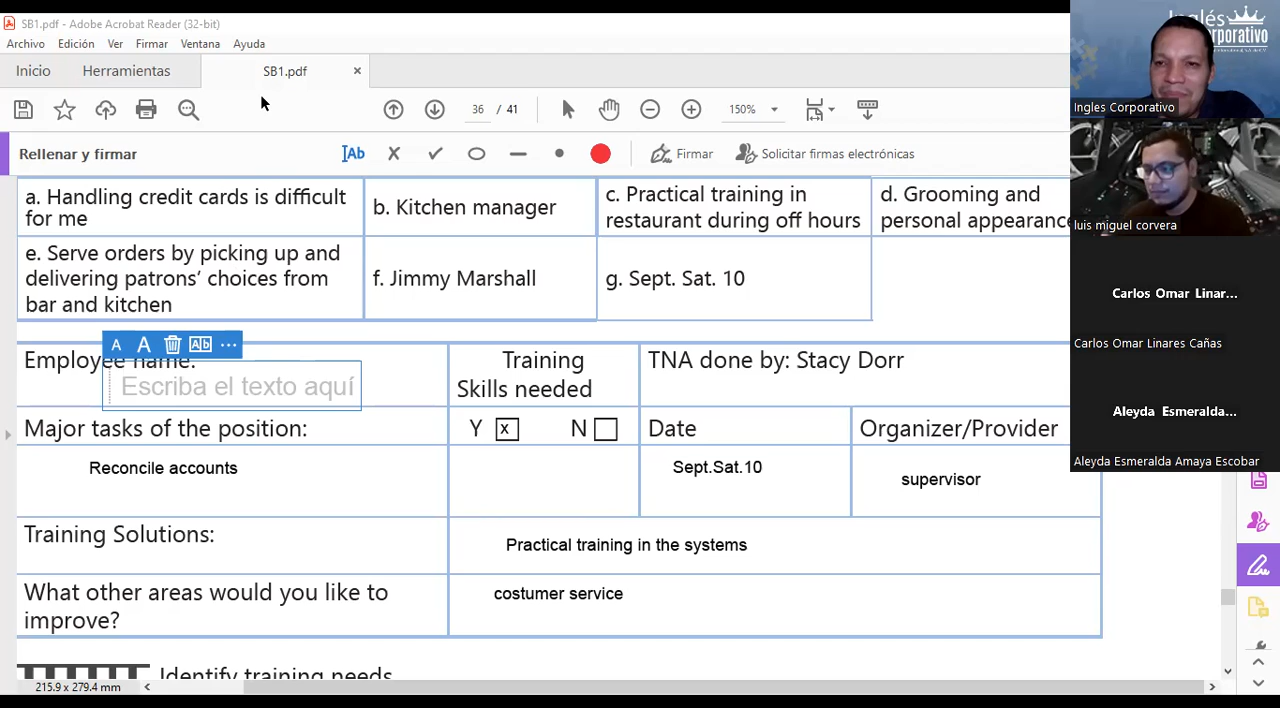 SB1.pdf - Adobe Acrobat Reader (32-bit)
Archivo Edición Ver Firmar Ventana Ayuda
Inicio Herramientas SB1.pdf ×
36 / 41 150%
Rellenar y firmar Ab Firmar Solicitar firmas electrónicas
a. Handling credit cards is difficult
for me
b. Kitchen manager
c. Practical training in
restaurant during off hours
d. Grooming and
personal appearance
e. Serve orders by picking up and
delivering patrons' choices from
bar and kitchen
f. Jimmy Marshall
g. Sept. Sat. 10
A A Ab ...
Employee name:
Escriba el texto aquí
Training
Skills needed
TNA done by: Stacy Dorr
Major tasks of the position:
Y x N
Date
Organizer/Provider
Reconcile accounts
Sept.Sat.10
supervisor
Training Solutions:
Practical training in the systems
What other areas would you like to
improve?
costumer service
Identify training needs
215.9 x 279.4 mm
Inglés
Corporativo
Ingles Corporativo
luis miguel corvera
Carlos Omar Linar...
Carlos Omar Linares Cañas
Aleyda Esmeralda...
Aleyda Esmeralda Amaya Escobar